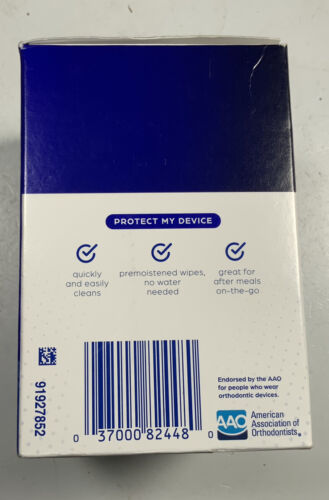 PROTECT MY DEVICE
quickly
and easily
cleans
premoistened wipes,
no water
needed
great for
after meals
on-the-go
91927852
0 37000 82448 0
Endorsed by the AAO
for people who wear
orthodontic devices.
AAO
American
Association of
Orthodontists®